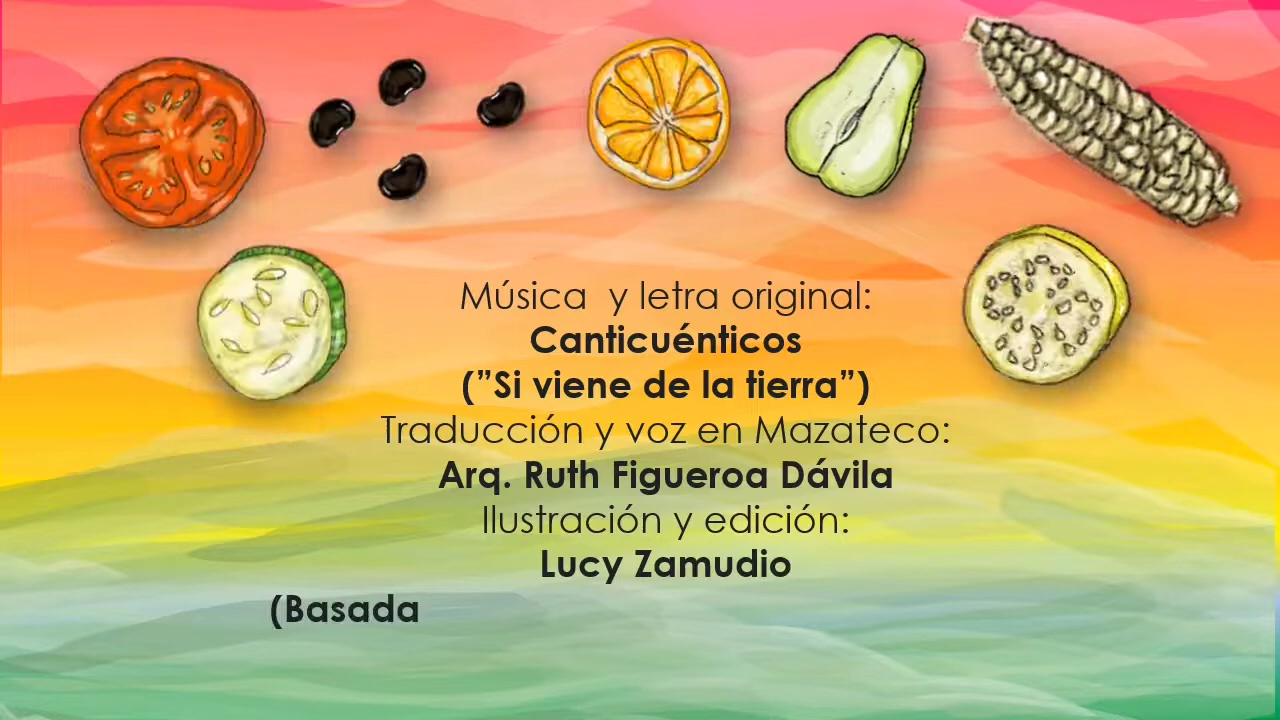 Música  y letra original:
Canticuénticos
(”Si viene de la tierra”)
Traducción y voz en Mazateco:
Arq. Ruth Figueroa Dávila
Ilustración y edición:
Lucy Zamudio
(Basada